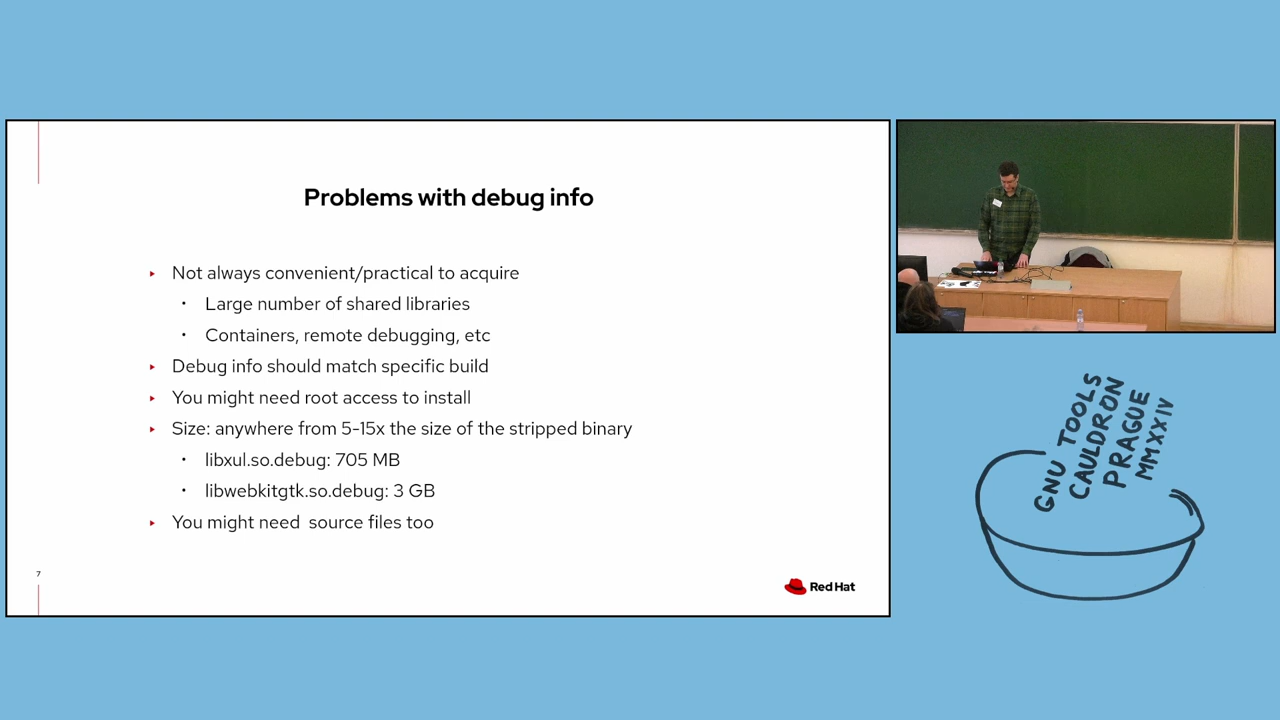 Problems with debug info
▸ Not always convenient/practical to acquire
• Large number of shared libraries
• Containers, remote debugging, etc
▸ Debug info should match specific build
▸ You might need root access to install
▸ Size: anywhere from 5-15x the size of the stripped binary
• libxul.so.debug: 705 MB
• libwebkitgtk.so.debug: 3 GB
▸ You might need  source files too
7
Red Hat
GNU TOOLS
CAULDRON
PRAGUE
MMXXIV